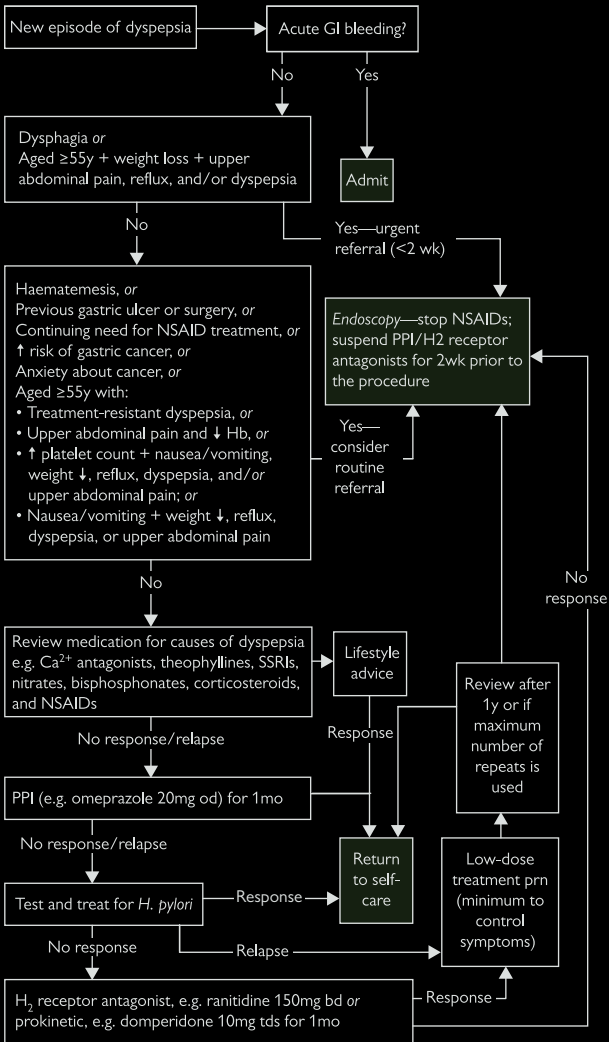 New episode of dyspepsia
Acute GI bleeding?
No
Yes
Dysphagia or
Aged ≥55y + weight loss + upper
abdominal pain, reflux, and/or dyspepsia
Admit
No
Yes—urgent
referral (<2 wk)
Haematemesis, or
Previous gastric ulcer or surgery, or
Continuing need for NSAID treatment, or
↑ risk of gastric cancer, or
Anxiety about cancer, or
Aged ≥55y with:
• Treatment-resistant dyspepsia, or
• Upper abdominal pain and ↓ Hb, or
• ↑ platelet count + nausea/vomiting,
weight ↓, reflux, dyspepsia, and/or
upper abdominal pain; or
• Nausea/vomiting + weight ↓, reflux,
dyspepsia, or upper abdominal pain
Endoscopy—stop NSAIDs;
suspend PPI/H2 receptor
antagonists for 2wk prior to
the procedure
Yes—
consider
routine
referral
No
response
No
Review medication for causes of dyspepsia
e.g. Ca²⁺ antagonists, theophyllines, SSRIs,
nitrates, bisphosphonates, corticosteroids,
and NSAIDs
Lifestyle
advice
Review after
1y or if
maximum
number of
repeats is
used
No response/relapse
Response
PPI (e.g. omeprazole 20mg od) for 1mo
No response/relapse
Return
to self-
care
Low-dose
treatment prn
(minimum to
control
symptoms)
Test and treat for H. pylori
Response
No response
Relapse
H₂ receptor antagonist, e.g. ranitidine 150mg bd or
prokinetic, e.g. domperidone 10mg tds for 1mo
Response